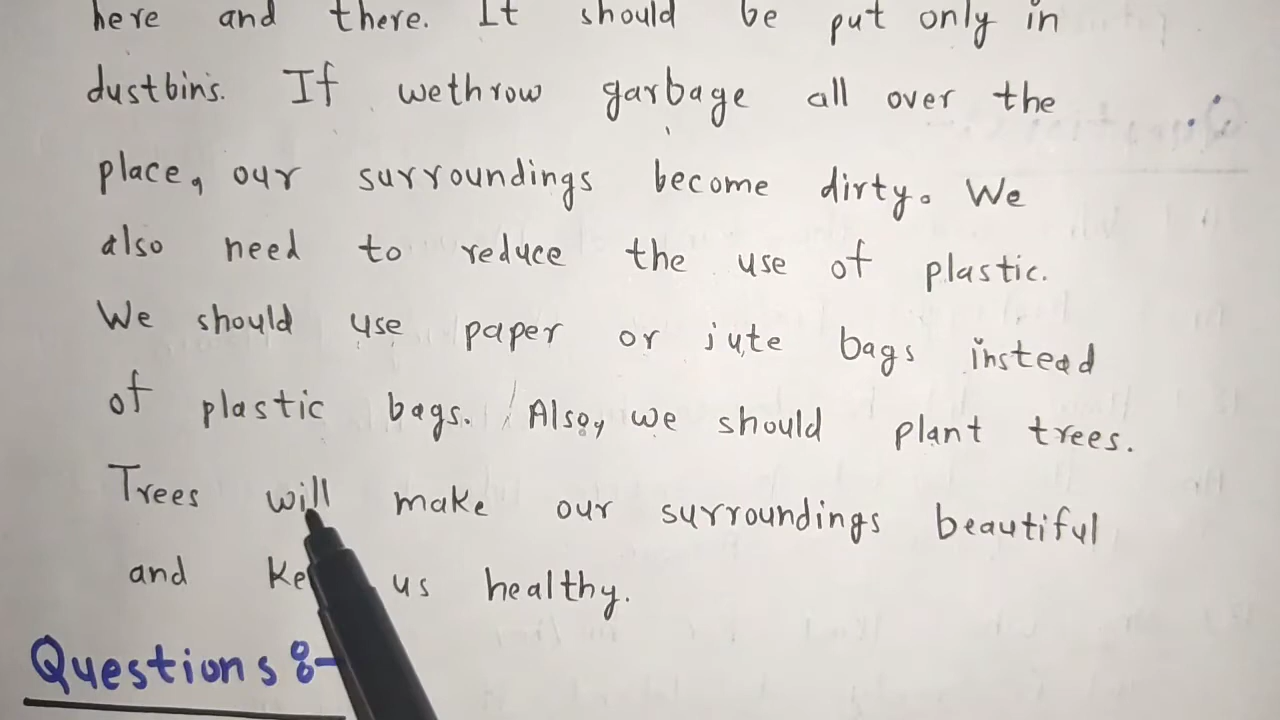 here and there. It should be put only in
dustbins. If wethrow garbage all over the
place, our surroundings become dirty. We
also need to reduce the use of plastic.
We should use paper or jute bags instead
of plastic bags. Also, we should plant trees.
Trees will make our surroundings beautiful
and us healthy.
Questions :-